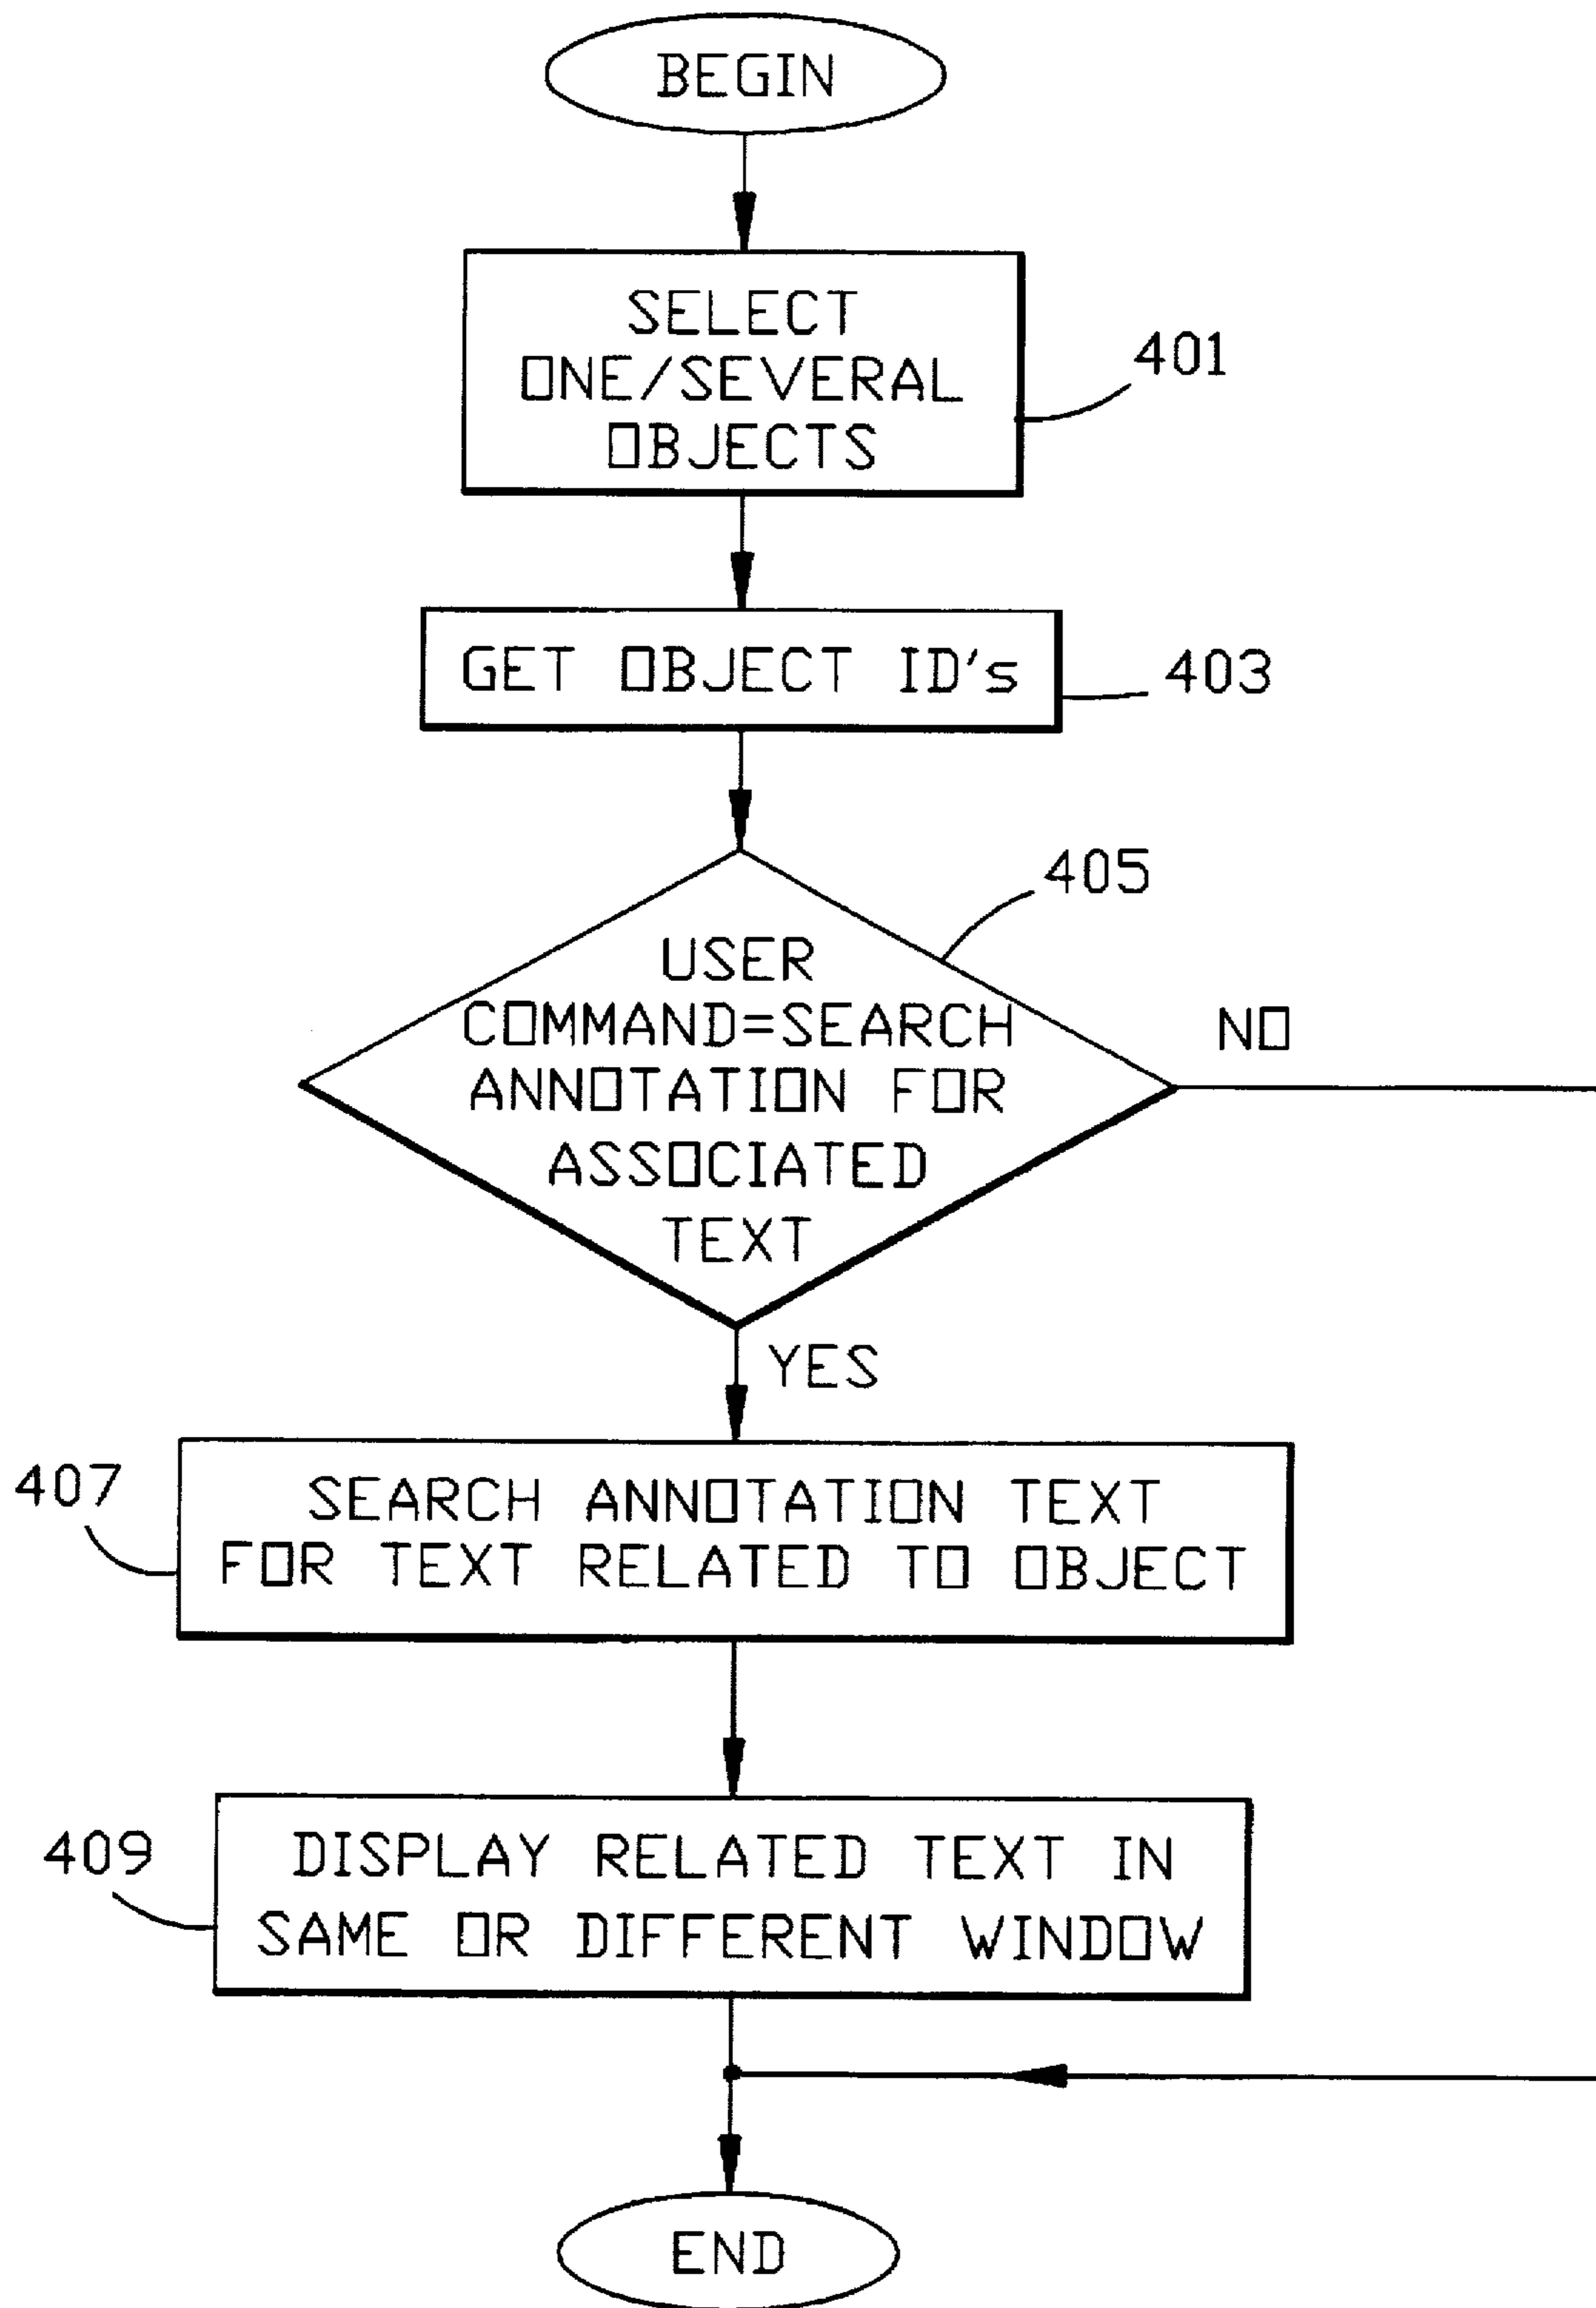 BEGIN
SELECT
ONE/SEVERAL
OBJECTS
401
GET OBJECT ID's
403
405
USER
COMMAND=SEARCH
ANNOTATION FOR
ASSOCIATED
TEXT
NO
YES
407
SEARCH ANNOTATION TEXT
FOR TEXT RELATED TO OBJECT
409
DISPLAY RELATED TEXT IN
SAME OR DIFFERENT WINDOW
END